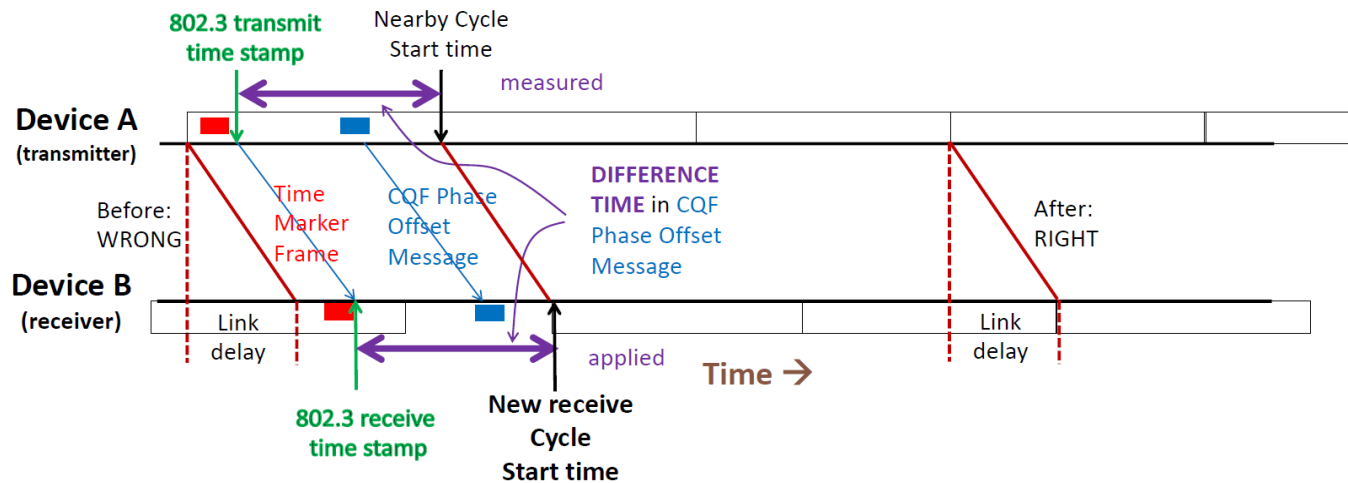 802.3 transmit
time stamp
Nearby Cycle
Start time
measured
Device A
(transmitter)
Before:
WRONG
Time
Marker
Frame
CQF Phase
Offset
Message
DIFFERENCE
TIME in CQF
Phase Offset
Message
After:
RIGHT
Device B
(receiver)
Link
delay
Link
delay
applied
Time →
802.3 receive
time stamp
New receive
Cycle
Start time